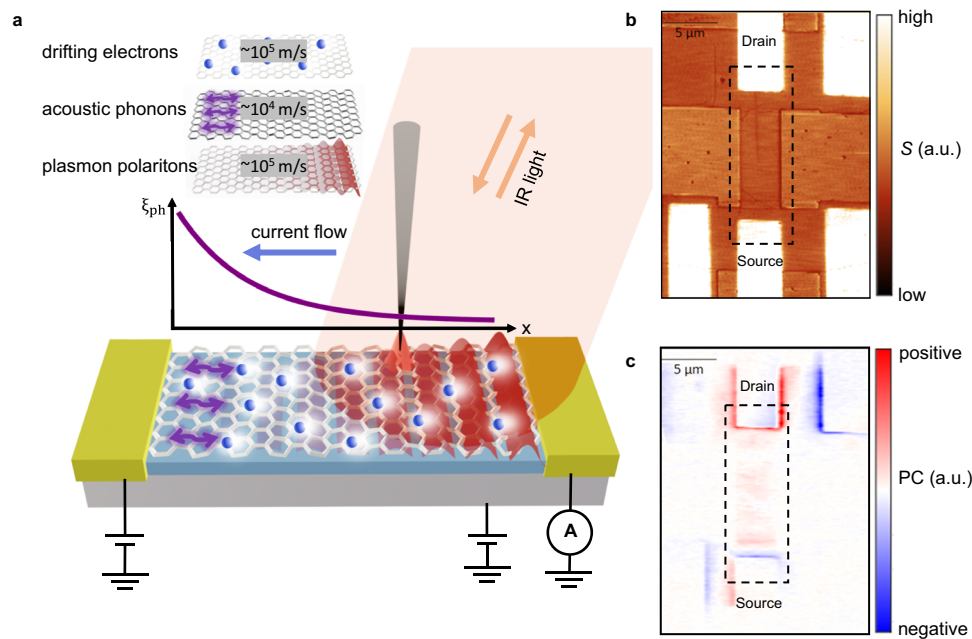 a
drifting electrons
~10⁵ m/s
acoustic phonons
~10⁴ m/s
plasmon polaritons
~10⁵ m/s
IR light
ξph
current flow
x
A
b
5 µm
Drain
Source
high
S (a.u.)
low
c
5 µm
Drain
Source
positive
PC (a.u.)
negative